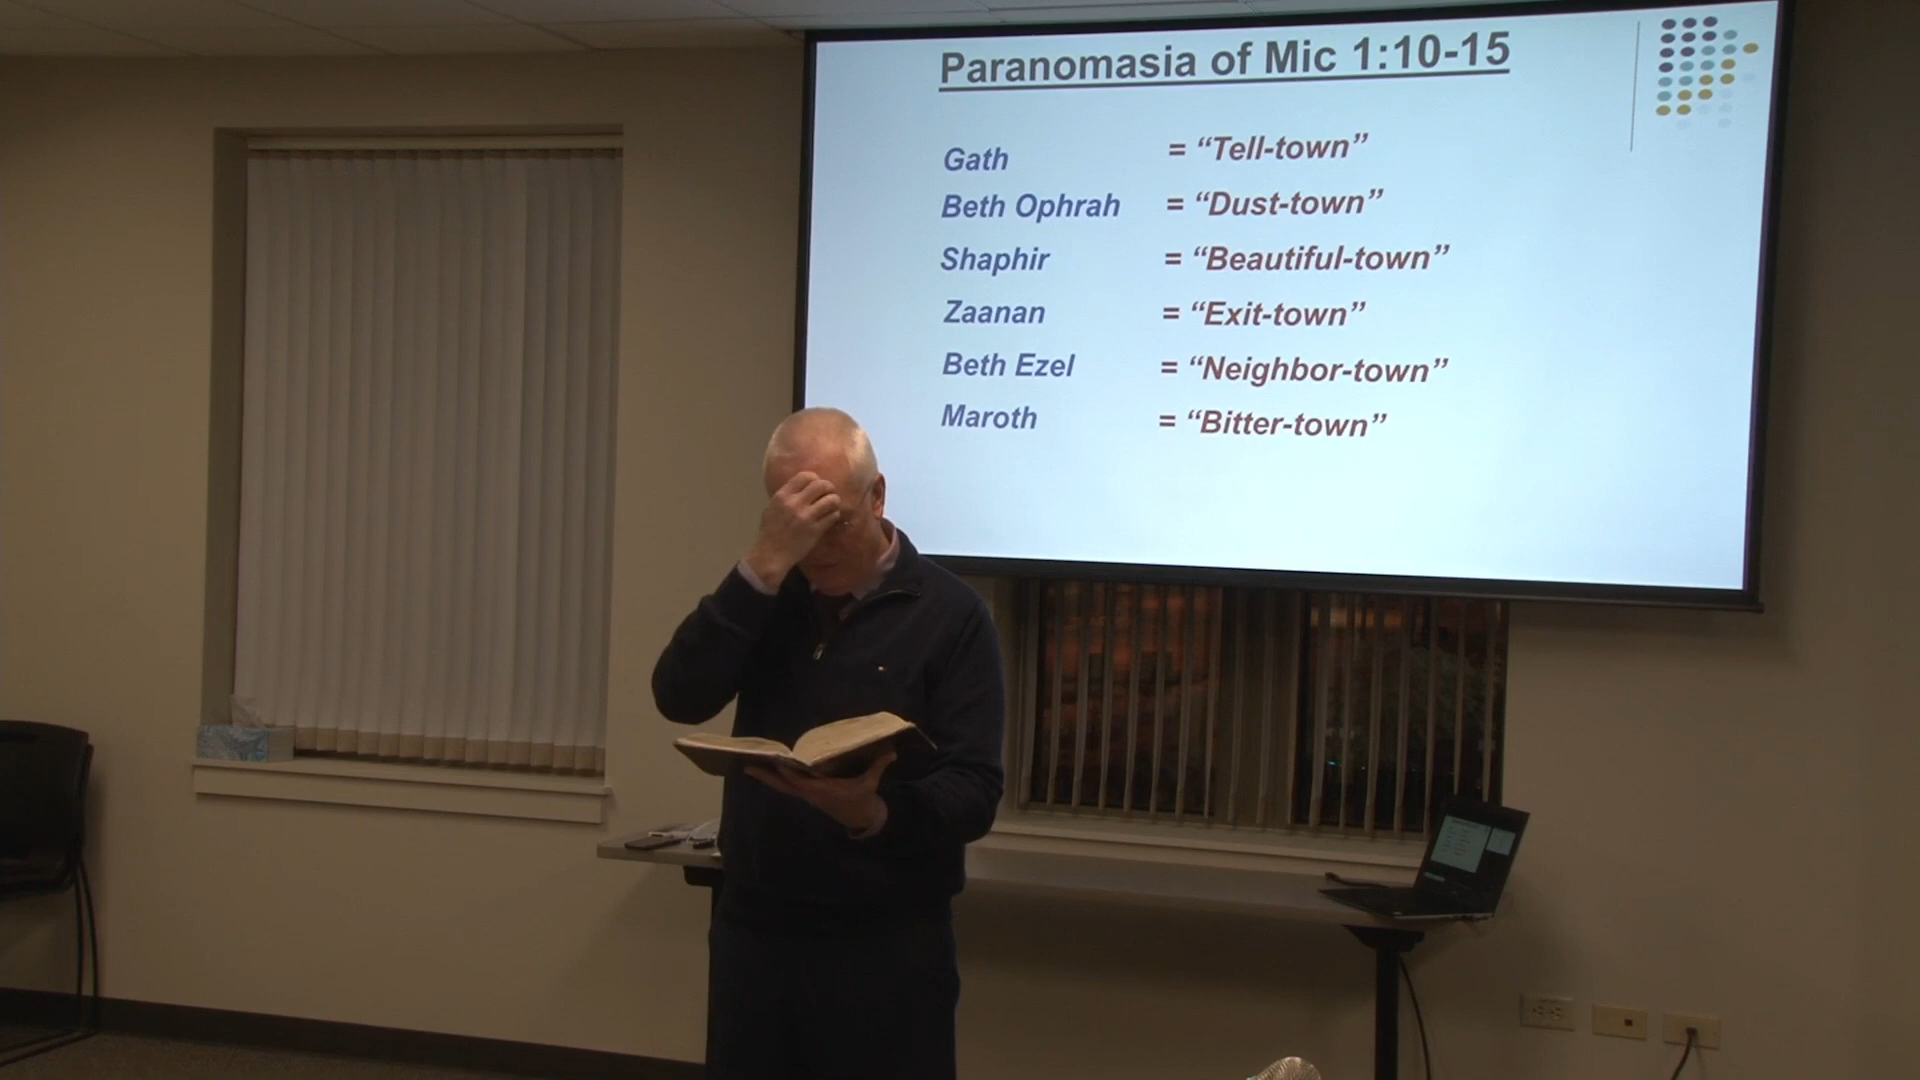 Paranomasia of Mic 1:10-15
Gath = “Tell-town”
Beth Ophrah = “Dust-town”
Shaphir = “Beautiful-town”
Zaanan = “Exit-town”
Beth Ezel = “Neighbor-town”
Maroth = “Bitter-town”